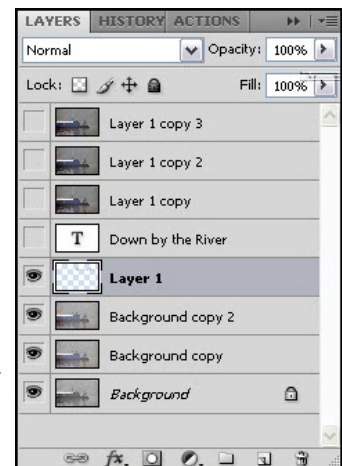 LAYERS HISTORY ACTIONS
Normal Opacity: 100%
Lock: Fill: 100%
Layer 1 copy 3
Layer 1 copy 2
Layer 1 copy
T Down by the River
Layer 1
Background copy 2
Background copy
Background
fx.